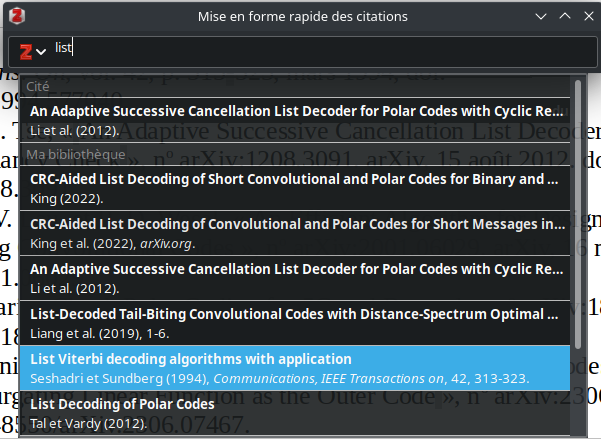 Mise en forme rapide des citations
Z list
Cité
An Adaptive Successive Cancellation List Decoder for Polar Codes with Cyclic Re...
Li et al. (2012).
Ma bibliothèque
CRC-Aided List Decoding of Short Convolutional and Polar Codes for Binary and ...
King (2022).
CRC-Aided List Decoding of Convolutional and Polar Codes for Short Messages in...
King et al. (2022), arXiv.org.
An Adaptive Successive Cancellation List Decoder for Polar Codes with Cyclic Re...
Li et al. (2012).
List-Decoded Tail-Biting Convolutional Codes with Distance-Spectrum Optimal ...
Liang et al. (2019), 1-6.
List Viterbi decoding algorithms with application
Seshadri et Sundberg (1994), Communications, IEEE Transactions on, 42, 313-323.
List Decoding of Polar Codes
Tal et Vardy (2012).